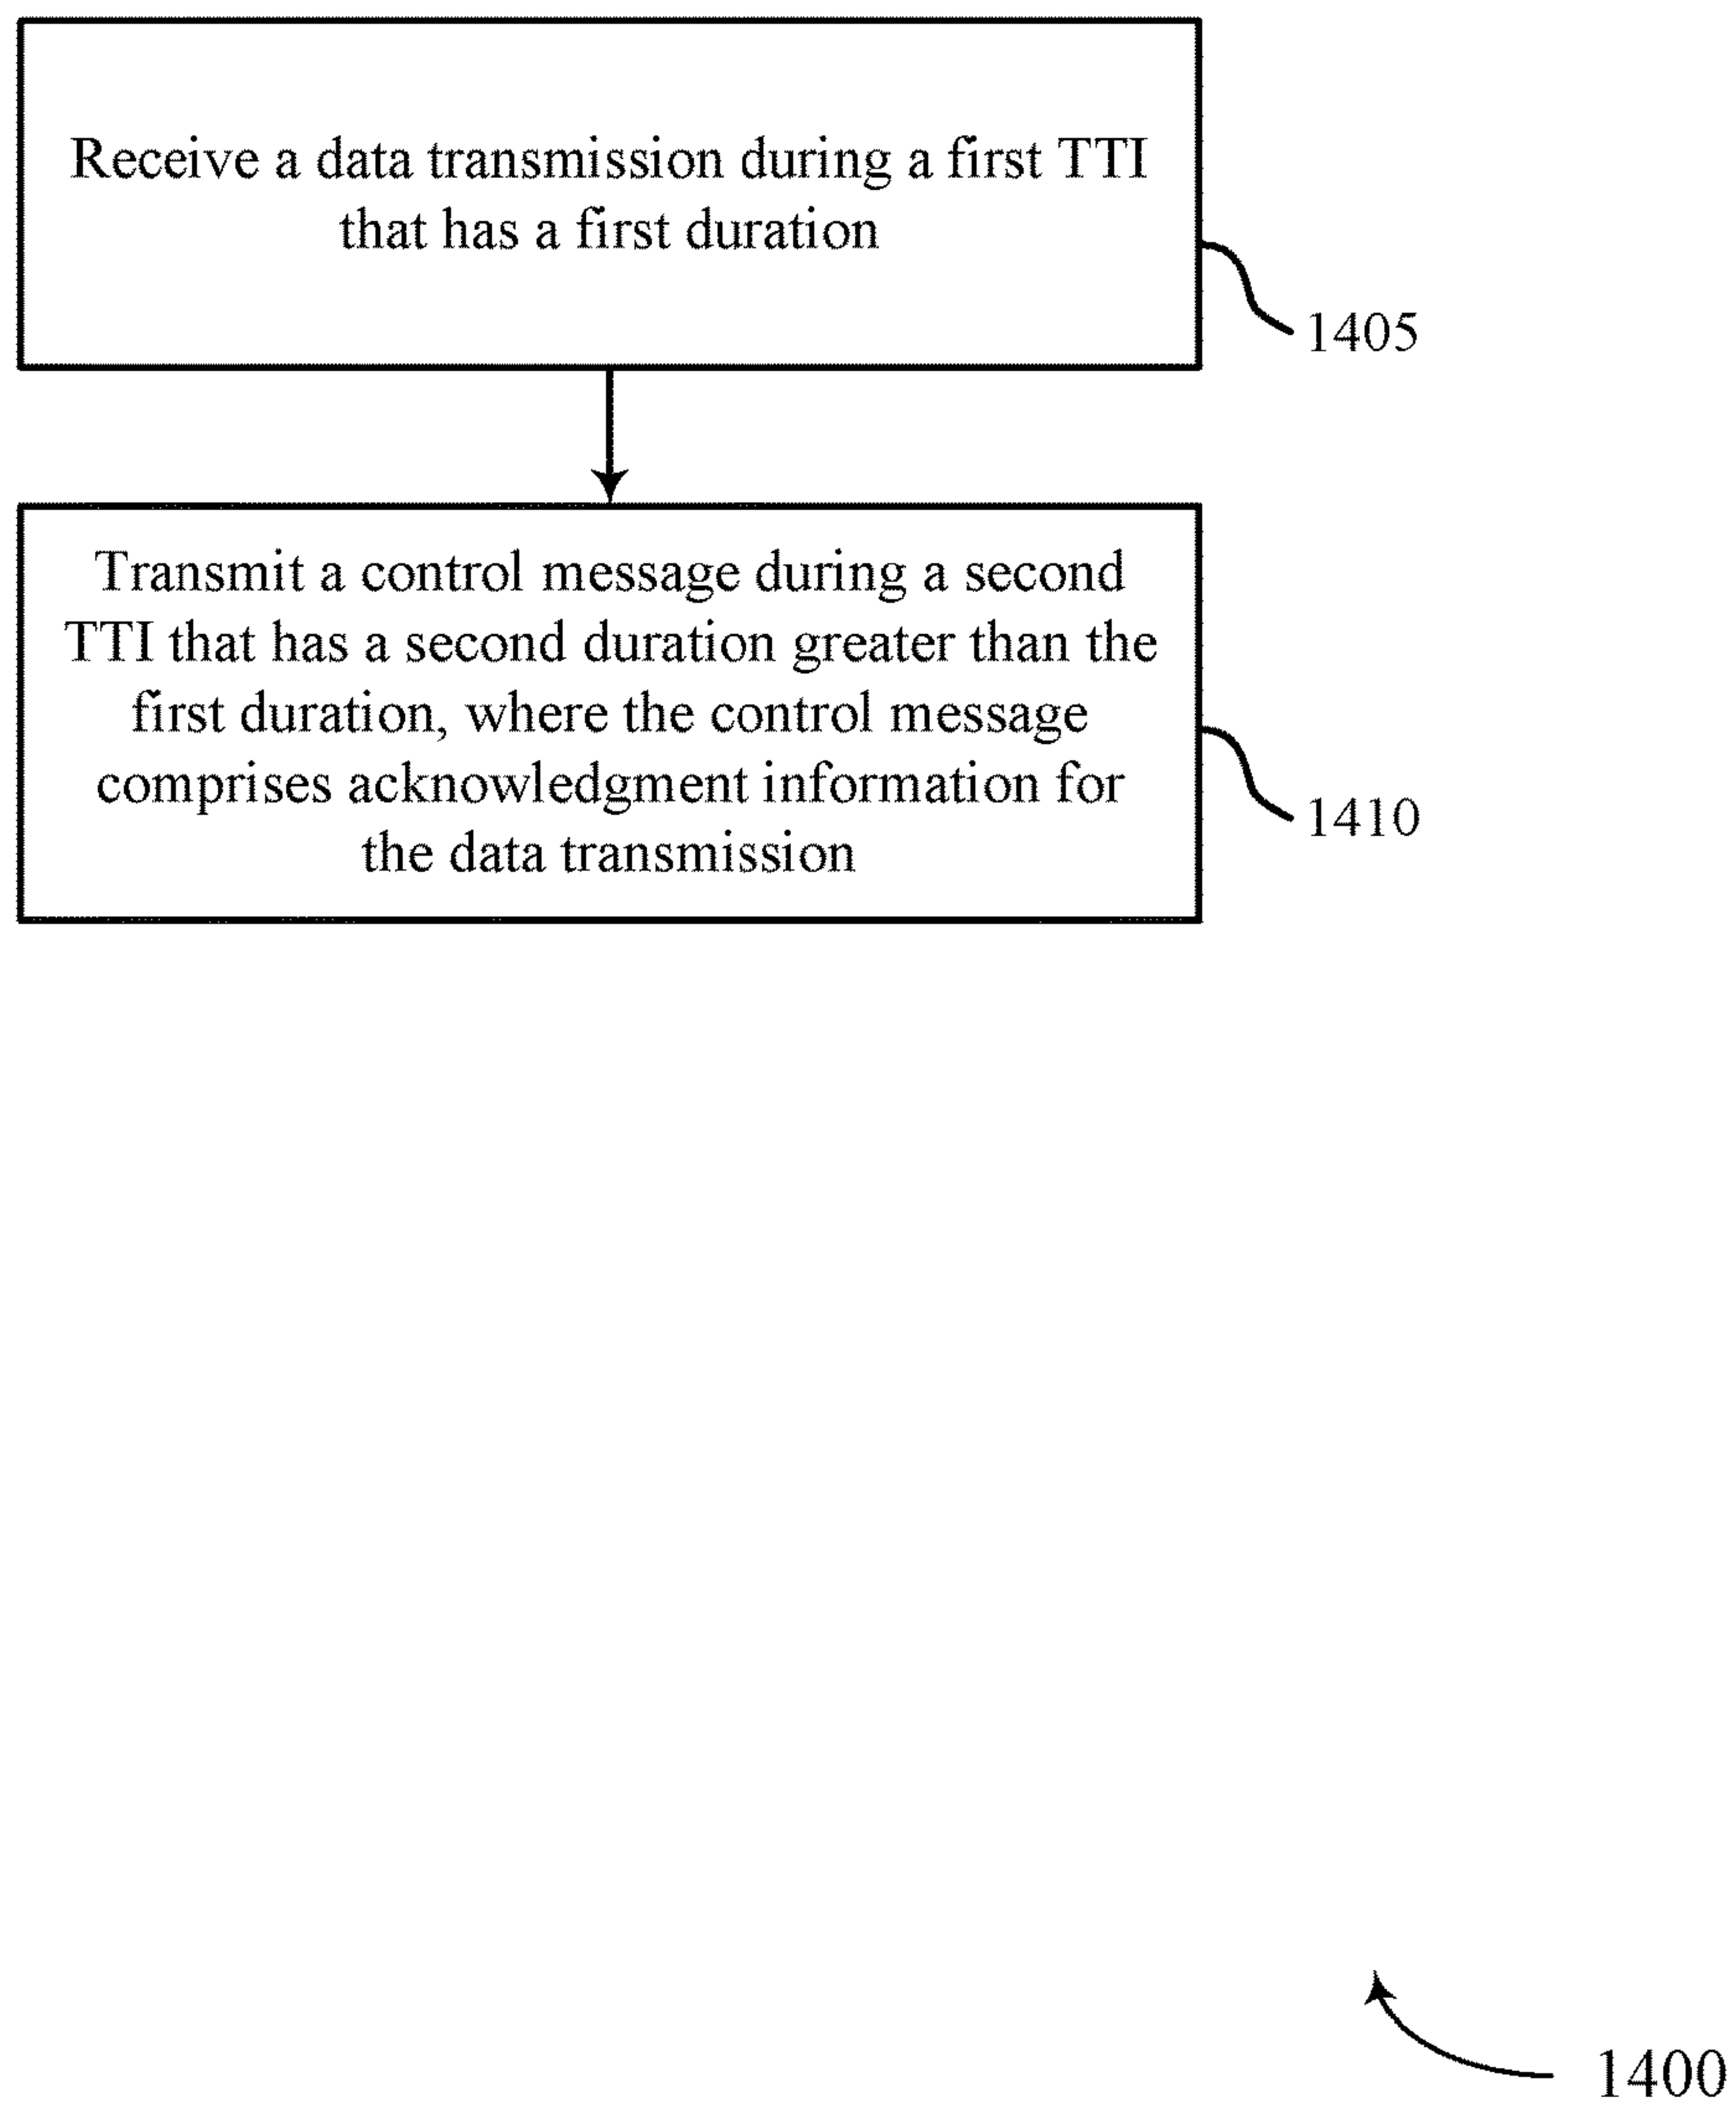 Receive a data transmission during a first TTI
that has a first duration
1405
Transmit a control message during a second
TTI that has a second duration greater than the
first duration, where the control message
comprises acknowledgment information for
the data transmission
1410
1400